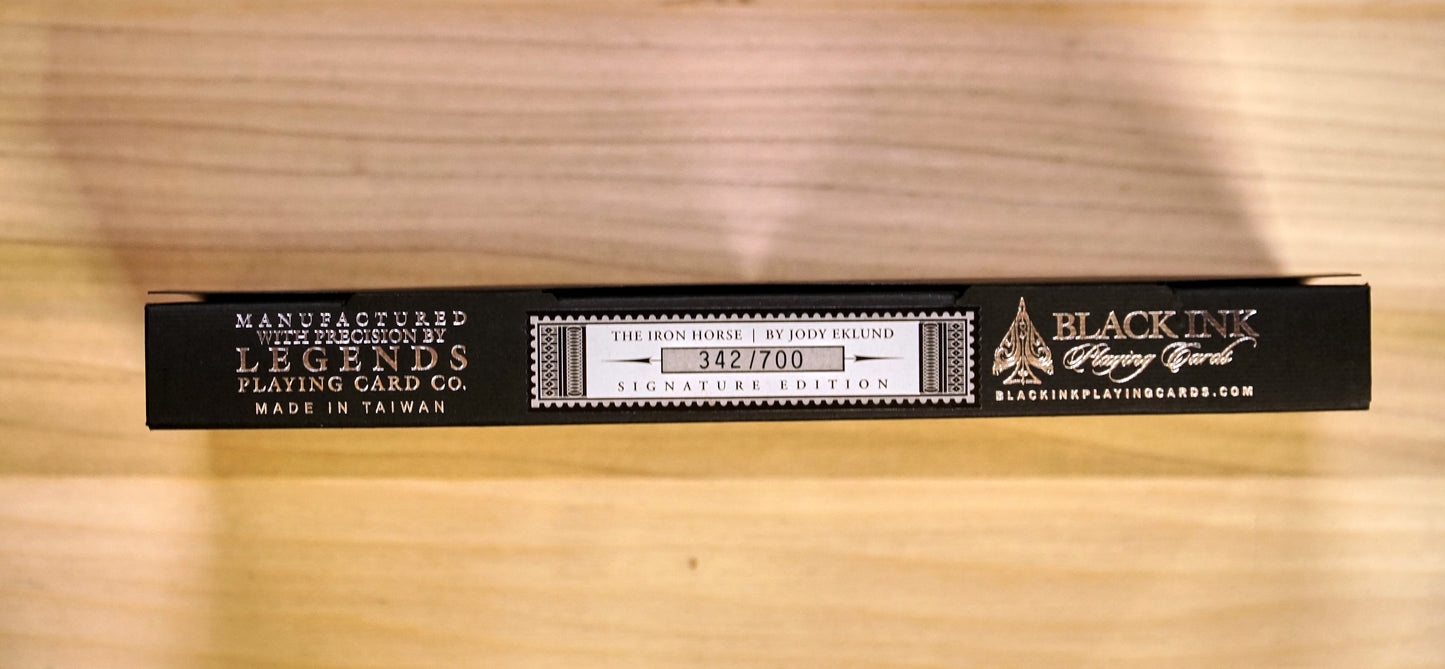 MANUFACTURED
WITH PRECISION BY
LEGENDS
PLAYING CARD CO.
MADE IN TAIWAN
THE IRON HORSE | BY JODY EKLUND
342/700
SIGNATURE EDITION
BLACK INK
Playing Cards
BLACKINKPLAYINGCARDS.COM